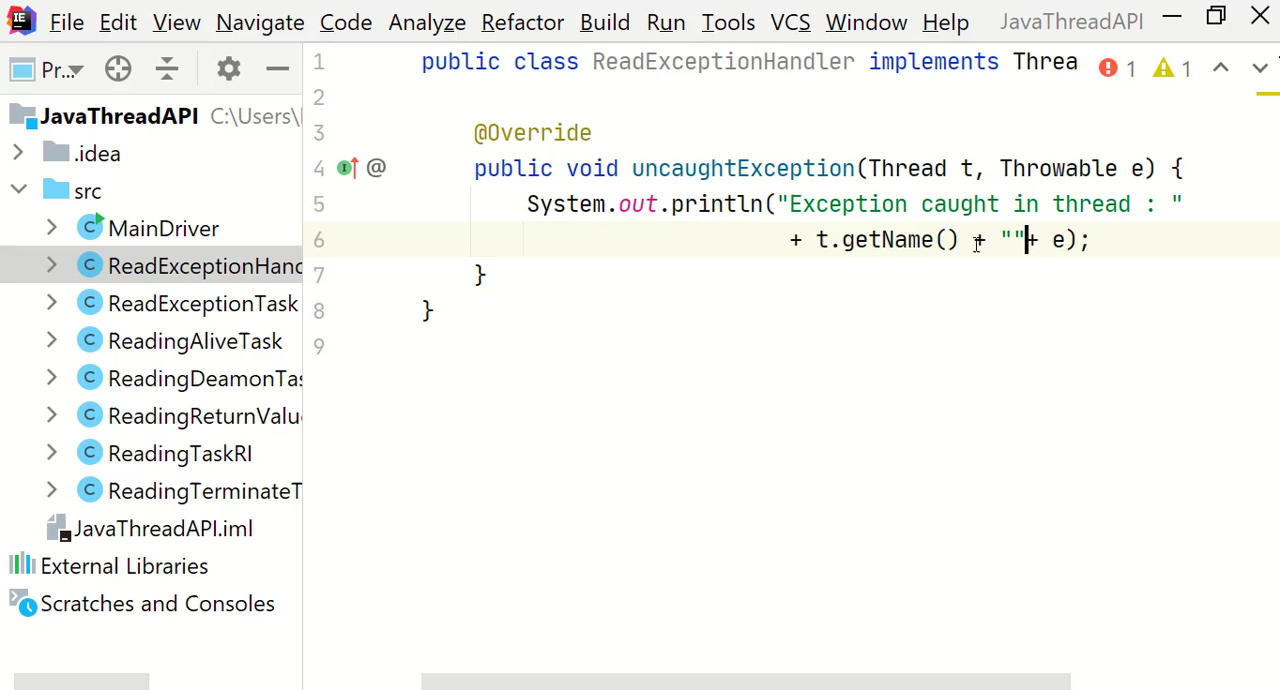 File Edit View Navigate Code Analyze Refactor Build Run Tools VCS Window Help JavaThreadAPI
Pr...
JavaThreadAPI C:\Users\
.idea
src
MainDriver
ReadExceptionHand
ReadExceptionTask
ReadingAliveTask
ReadingDeamonTas
ReadingReturnValu
ReadingTaskRI
ReadingTerminateT
JavaThreadAPI.iml
External Libraries
Scratches and Consoles
1 public class ReadExceptionHandler implements Threa 1 1
2
3 @Override
4 @ public void uncaughtException(Thread t, Throwable e) {
5 System.out.println("Exception caught in thread : "
6 + t.getName() + ""+ e);
7 }
8 }
9